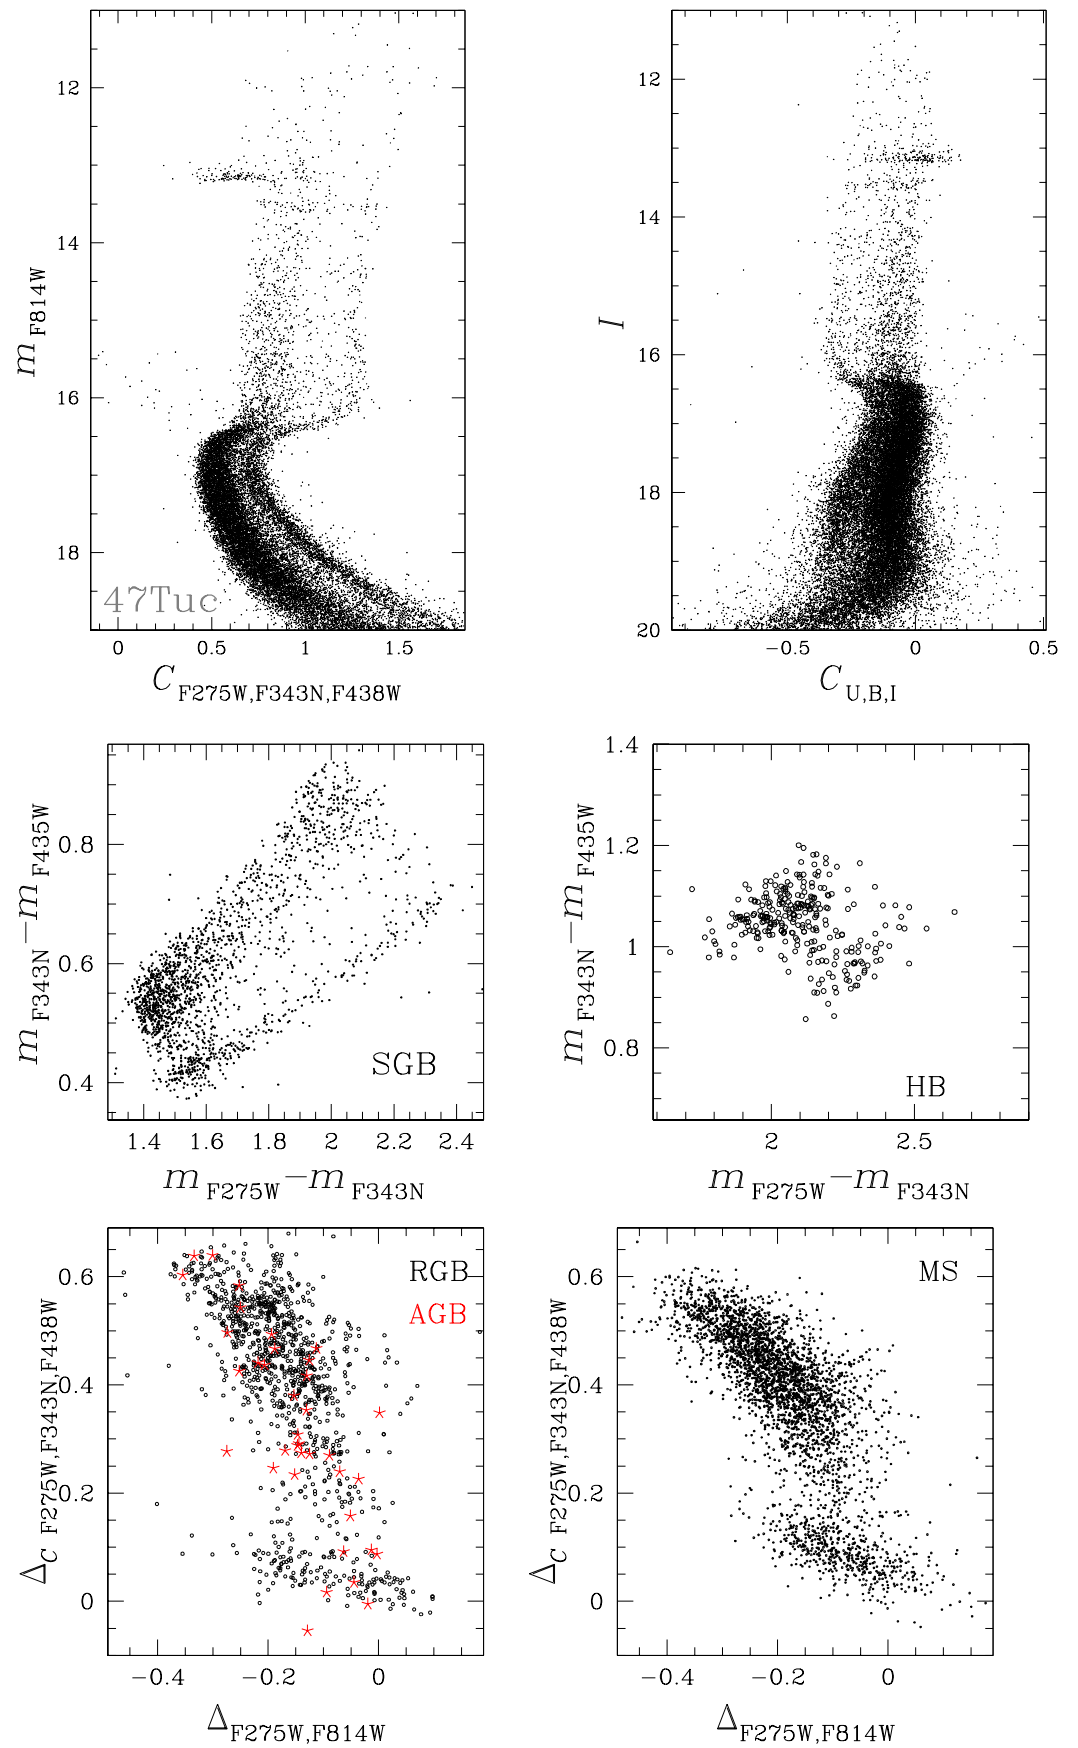 12
14
16
18
m F814W
47Tuc
0 0.5 1 1.5
C F275W,F343N,F438W
12
14
16
18
20
I
−0.5 0 0.5
C U,B,I
0.8
0.6
0.4
m F343N−m F435W
SGB
1.4 1.6 1.8 2 2.2 2.4
m F275W−m F343N
1.4
1.2
1
0.8
m F343N−m F435W
HB
2 2.5
m F275W−m F343N
0.6
0.4
0.2
0
Δ C F275W,F343N,F438W
RGB
AGB
−0.4 −0.2 0
Δ F275W,F814W
0.6
0.4
0.2
0
Δ C F275W,F343N,F438W
MS
−0.4 −0.2 0
Δ F275W,F814W